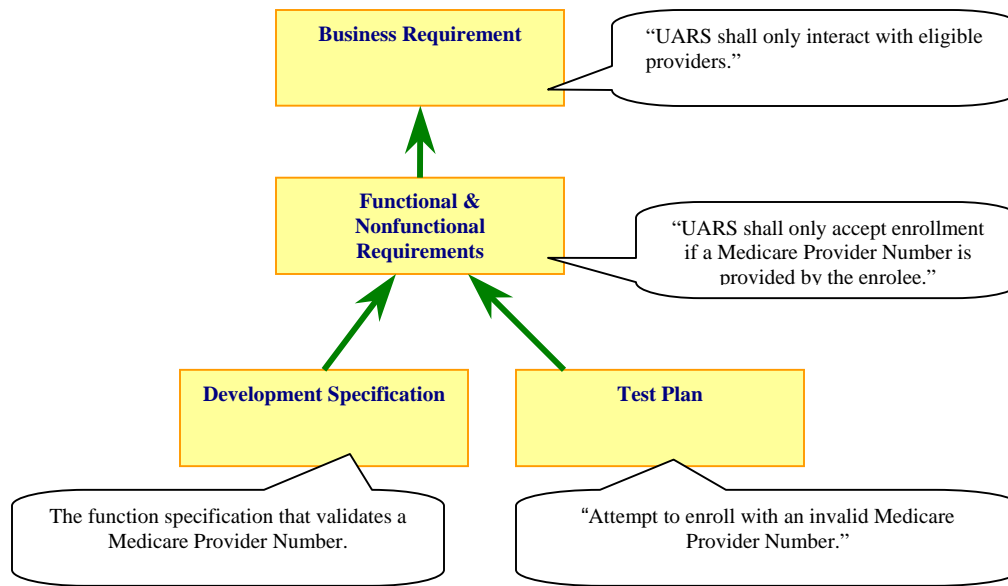 Business Requirement
“UARS shall only interact with eligible
providers.”
Functional &
Nonfunctional
Requirements
“UARS shall only accept enrollment
if a Medicare Provider Number is
provided by the enrolee.”
Development Specification
Test Plan
The function specification that validates a
Medicare Provider Number.
“Attempt to enroll with an invalid Medicare
Provider Number.”